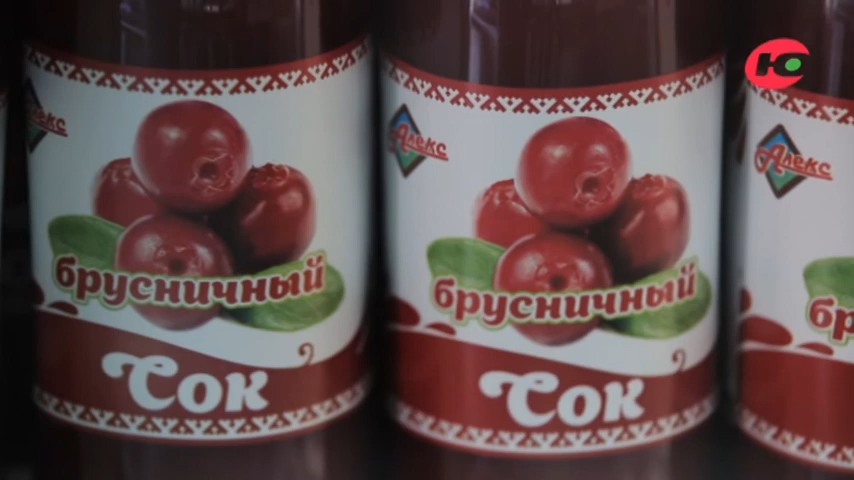 Ю
Алекс
брусничный
Сок
Алекс
брусничный
Сок
Алекс